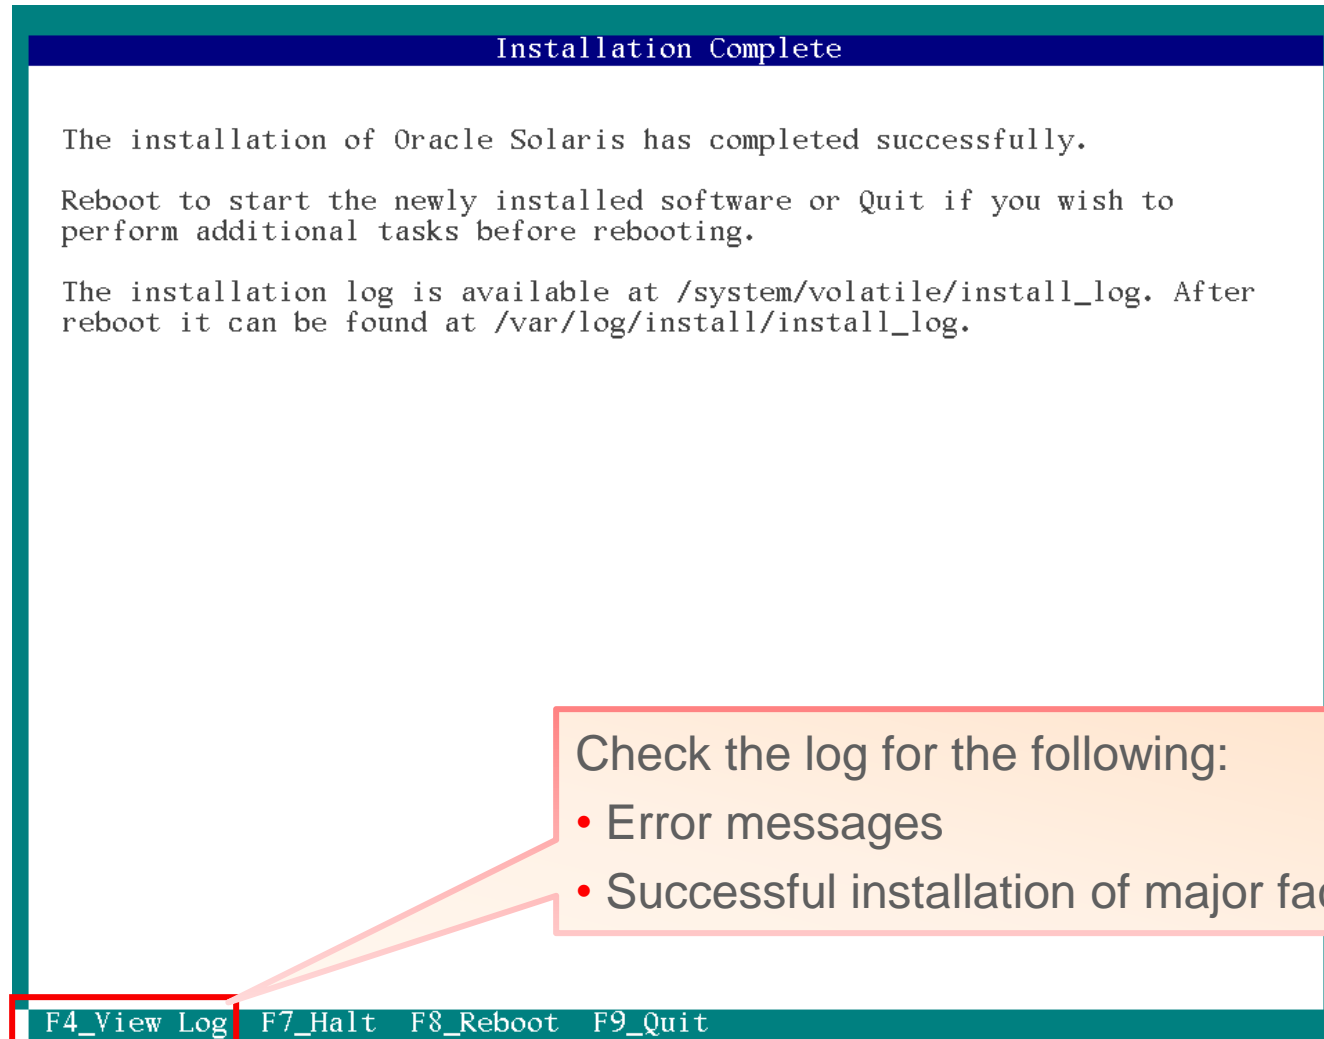 Installation Complete
The installation of Oracle Solaris has completed successfully.
Reboot to start the newly installed software or Quit if you wish to
perform additional tasks before rebooting.
The installation log is available at /system/volatile/install_log. After
reboot it can be found at /var/log/install/install_log.
Check the log for the following:
• Error messages
• Successful installation of major
F4_View Log F7_Halt F8_Reboot F9_Quit